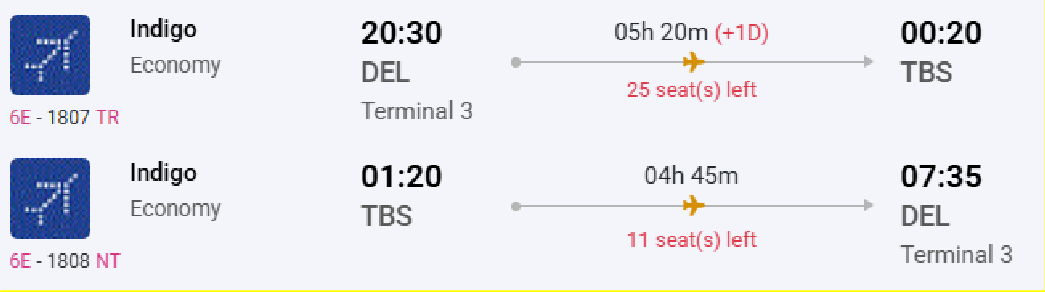 Indigo
Economy
6E - 1807 TR
20:30
DEL
Terminal 3
05h 20m (+1D)
25 seat(s) left
00:20
TBS
Indigo
Economy
6E - 1808 NT
01:20
TBS
04h 45m
11 seat(s) left
07:35
DEL
Terminal 3